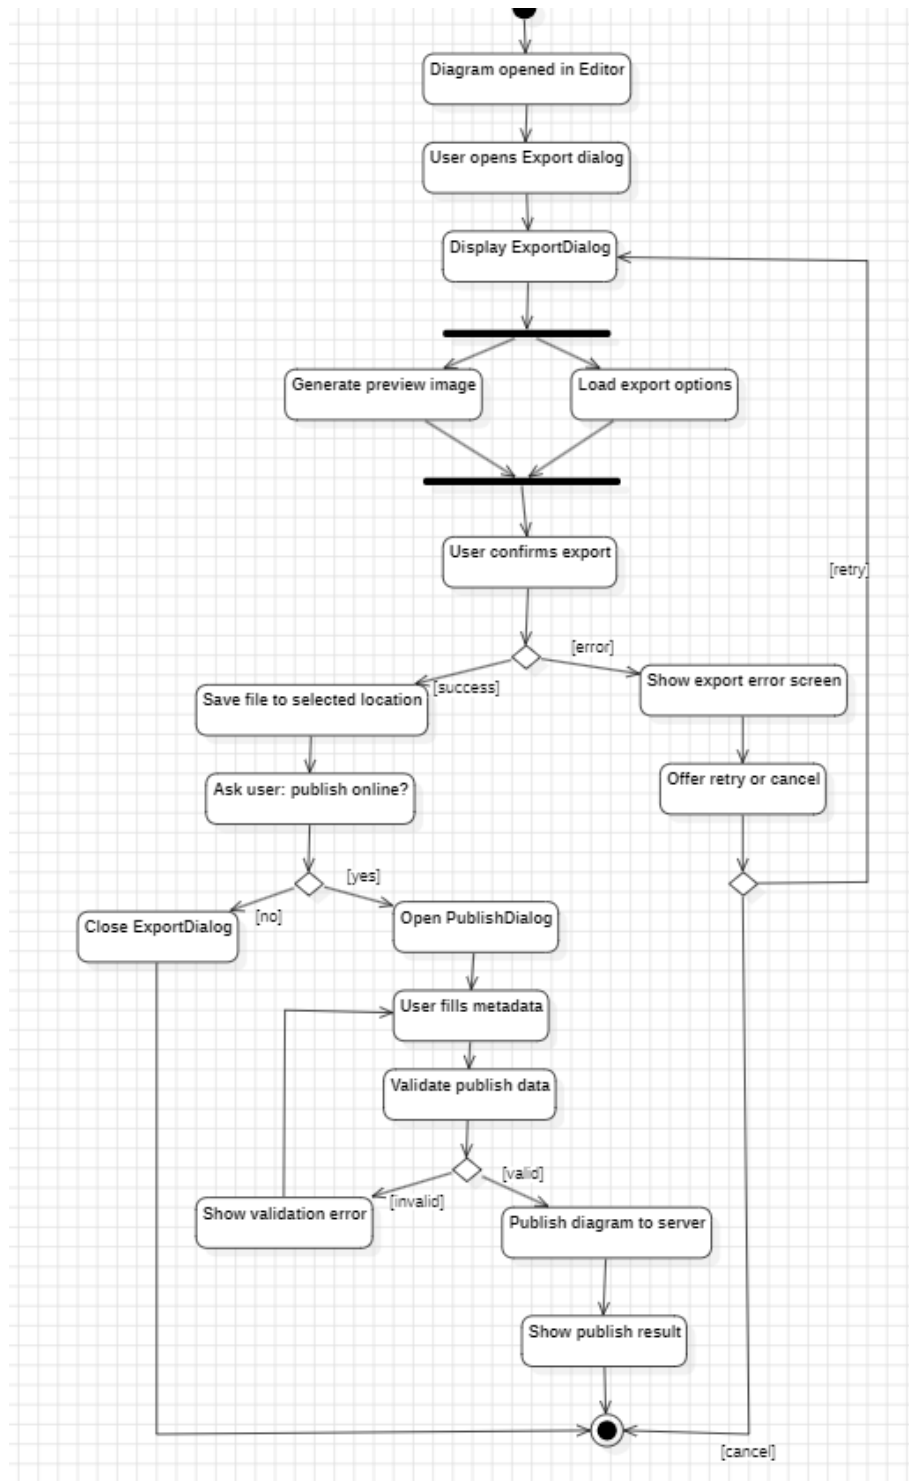 Diagram opened in Editor
User opens Export dialog
Display ExportDialog
Generate preview image
Load export options
User confirms export
[retry]
[error]
[success]
Show export error screen
Save file to selected location
Offer retry or cancel
Ask user: publish online?
[yes]
[no]
Close ExportDialog
Open PublishDialog
User fills metadata
Validate publish data
[valid]
[invalid]
Show validation error
Publish diagram to server
Show publish result
[cancel]